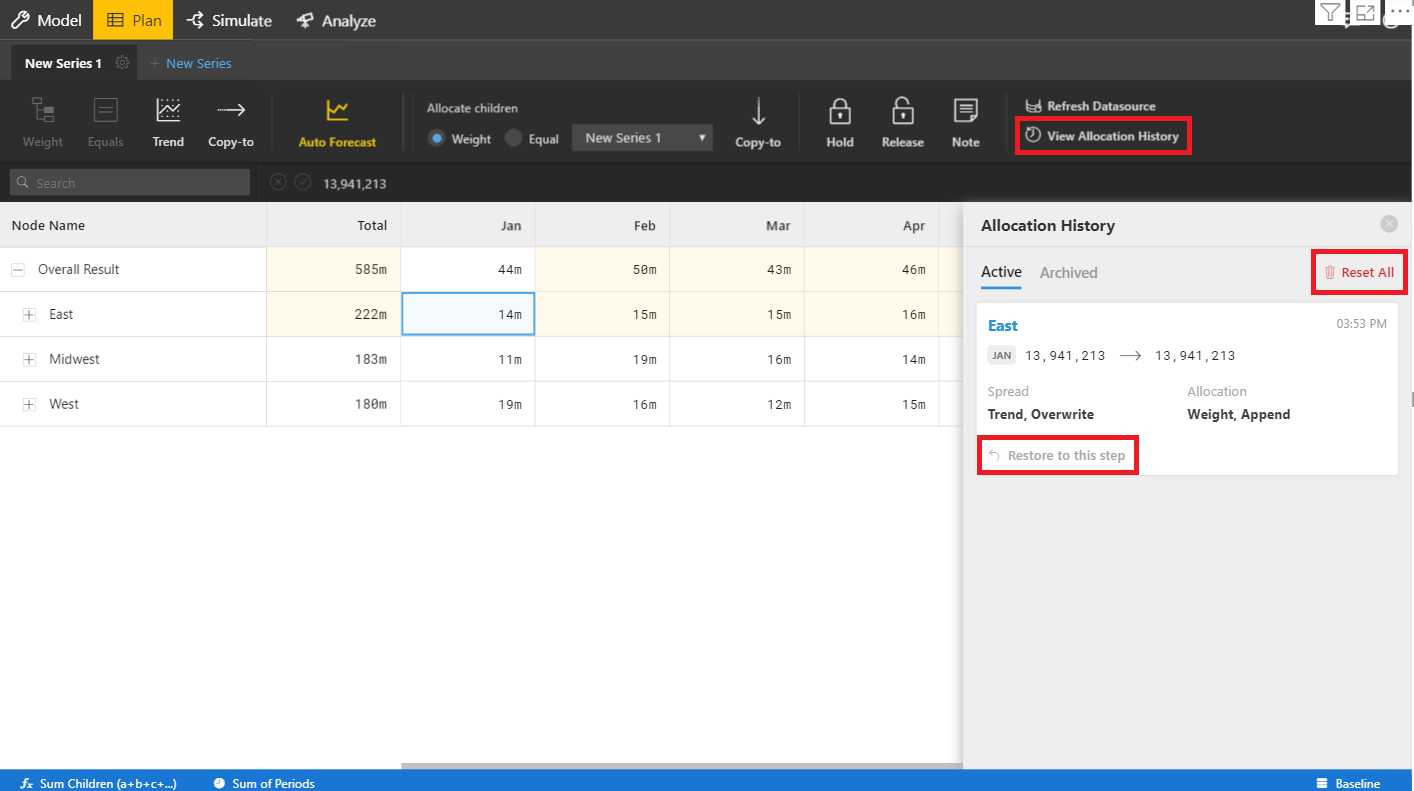 Model Plan Simulate Analyze
New Series 1 + New Series
Allocate children
Refresh Datasource
Weight Equals Trend Copy-to Auto Forecast Weight Equal New Series 1 Copy-to Hold Release Note View Allocation History
Search 13,941,213
Node Name Total Jan Feb Mar Apr
Overall Result 585m 44m 50m 43m 46m
East 222m 14m 15m 15m 16m
Midwest 183m 11m 19m 16m 14m
West 180m 19m 16m 12m 15m
Allocation History
Active Archived Reset All
East 03:53 PM
JAN 13,941,213 → 13,941,213
Spread Allocation
Trend, Overwrite Weight, Append
Restore to this step
fx Sum Children (a+b+c+...) Sum of Periods Baseline